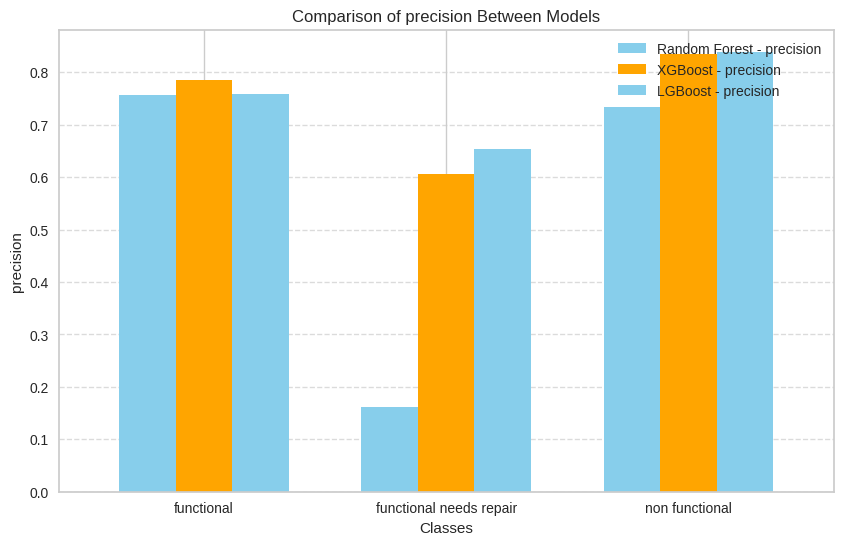 Comparison of precision Between Models
Random Forest - precision
XGBoost - precision
LGBoost - precision
0.8
0.7
0.6
0.5
0.4
0.3
0.2
0.1
0.0
precision
functional
functional needs repair
non functional
Classes